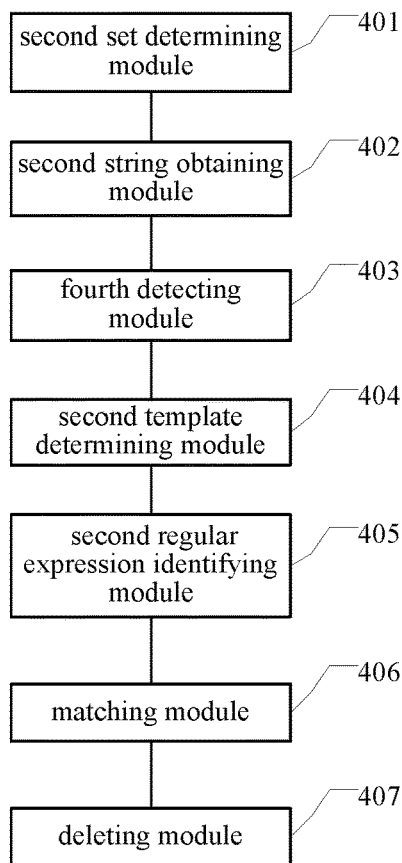 second set determining
module
401
second string obtaining
module
402
fourth detecting
module
403
second template
determining module
404
second regular
expression identifying
module
405
matching module
406
deleting module
407